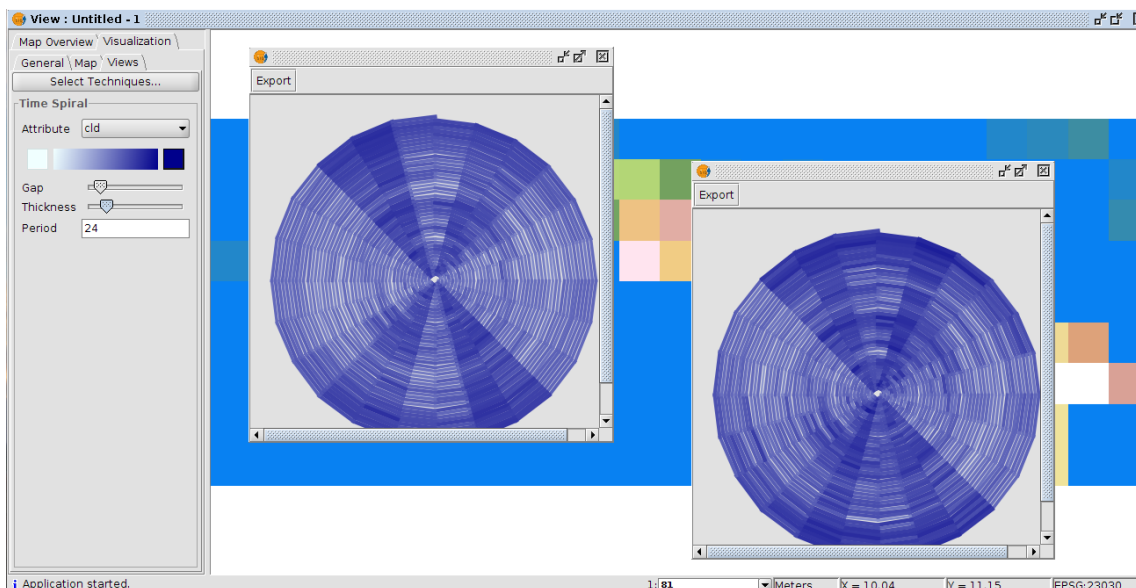 View : Untitled - 1
Map Overview Visualization
General Map Views
Select Techniques...
Time Spiral
Attribute cld
Gap
Thickness
Period 24
Export
Export
i Application started. 1: 81 Meters X = 10.04 Y = 11.15 EPSG:23030